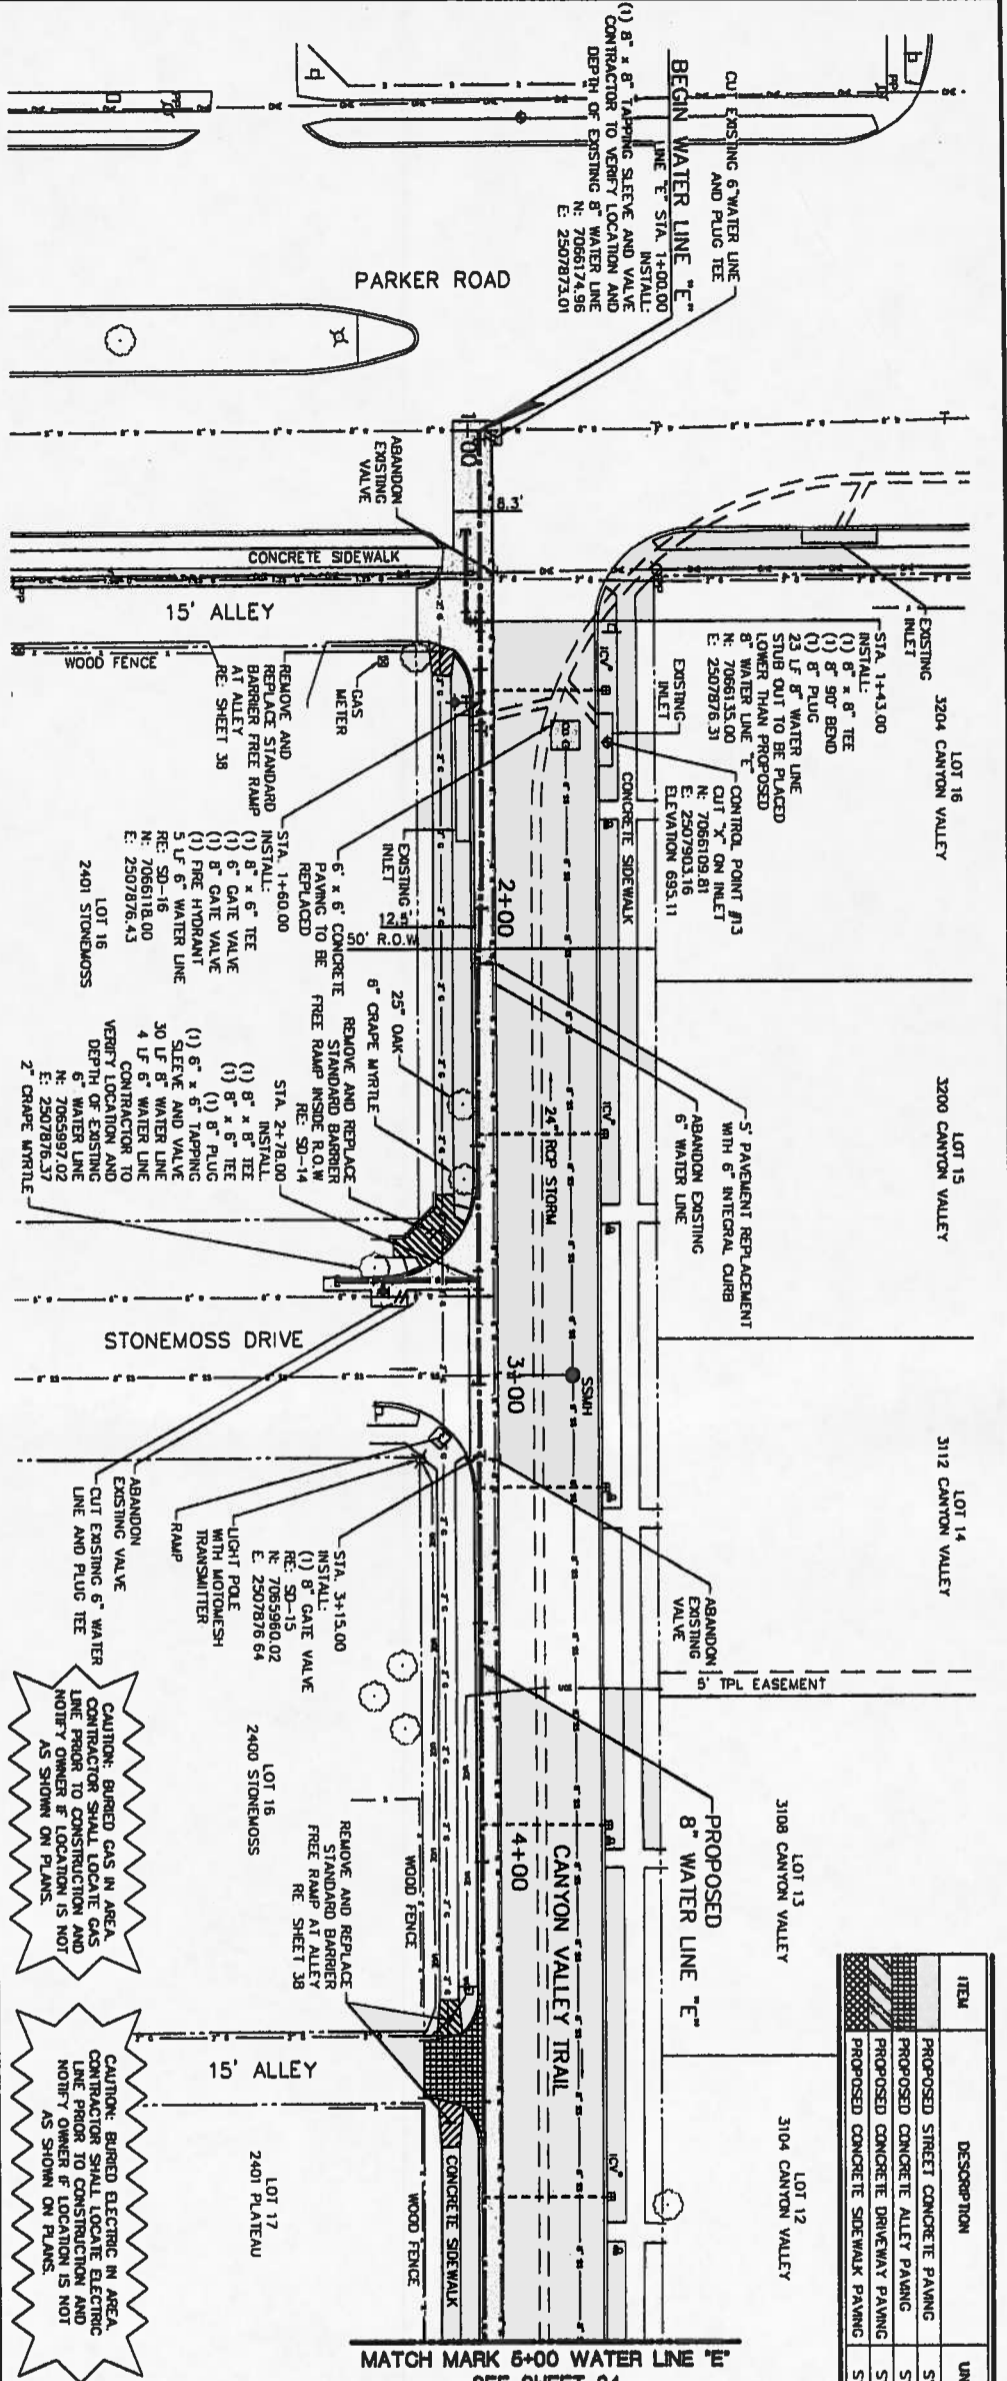 CUT EXISTING 6" WATER LINE
AND PLUG TEE
BEGIN WATER LINE "E"
LINE "E" STA. 1+00.00
INSTALL:
(1) 8" x 8" TAPPING SLEEVE AND VALVE
CONTRACTOR TO VERIFY LOCATION AND
DEPTH OF EXISTING 8" WATER LINE
N: 7066174.96
E: 2507873.01
PARKER ROAD
ABANDON
EXISTING
VALVE
8.3'
CONCRETE SIDEWALK
15' ALLEY
WOOD FENCE
GAS
METER
REMOVE AND
REPLACE STANDARD
BARRIER FREE RAMP
AT ALLEY
RE: SHEET 38
EXISTING
INLET
STA. 1+43.00
INSTALL:
(1) 8" x 8" TEE
(1) 8" 90° BEND
(1) 8" PLUG
23 LF 8" WATER LINE
STUB OUT TO BE PLACED
LOWER THAN PROPOSED
8" WATER LINE "E"
N: 7066135.00
E: 2507876.31
LOT 16
3204 CANYON VALLEY
ICV
EXISTING
INLET
CONTROL POINT #13
CUT "X" ON INLET
N: 7066109.81
E: 2507903.16
ELEVATION 695.11
CONCRETE SIDEWALK
STA. 1+60.00
INSTALL:
(1) 8" x 6" TEE
(1) 6" GATE VALVE
(1) 8" GATE VALVE
(1) FIRE HYDRANT
5 LF 6" WATER LINE
RE: SD-16
N: 7066118.00
E: 2507876.43
6' x 6' CONCRETE
PAVING TO BE
REPLACED
EXISTING
INLET
LOT 16
2401 STONEMOSS
2+00
12.5'
50' R.O.W.
5' PAVEMENT REPLACEMENT
WITH 6" INTEGRAL CURB
ABANDON EXISTING
6" WATER LINE
LOT 15
3200 CANYON VALLEY
25" OAK
6" CRAPE MYRTLE
REMOVE AND REPLACE
STANDARD BARRIER
FREE RAMP INSIDE R.O.W
RE: SD-14
ICV
24" RCP STORM
STA. 2+78.00
INSTALL:
(1) 8" x 8" TEE
(1) 8" x 6" TEE
(1) 8" PLUG
(1) 6" x 6" TAPPING
SLEEVE AND VALVE
30 LF 8" WATER LINE
4 LF 6" WATER LINE
CONTRACTOR TO
VERIFY LOCATION AND
DEPTH OF EXISTING
6" WATER LINE
N: 7065997.02
E: 2507876.37
2" CRAPE MYRTLE
STONEMOSS DRIVE
SSMH
3+00
LOT 14
3112 CANYON VALLEY
ABANDON
EXISTING VALVE
CUT EXISTING 6" WATER
LINE AND PLUG TEE
RAMP
LIGHT POLE
WITH MOTOMESH
TRANSMITTER
STA. 3+15.00
INSTALL:
(1) 8" GATE VALVE
RE: SD-15
N: 7065960.02
E: 2507876.64
ABANDON
EXISTING
VALVE
5' TPL EASEMENT
PROPOSED
8" WATER LINE "E"
LOT 13
3108 CANYON VALLEY
LOT 16
2400 STONEMOSS
4+00
CANYON VALLEY TRAIL
WOOD FENCE
REMOVE AND REPLACE
STANDARD BARRIER
FREE RAMP AT ALLEY
RE: SHEET 38
15' ALLEY
LOT 12
3104 CANYON VALLEY
ICV
CONCRETE SIDEWALK
WOOD FENCE
LOT 17
2401 PLATEAU
CAUTION: BURIED GAS IN AREA.
CONTRACTOR SHALL LOCATE GAS
LINE PRIOR TO CONSTRUCTION AND
NOTIFY OWNER IF LOCATION IS NOT
AS SHOWN ON PLANS.
CAUTION: BURIED ELECTRIC IN AREA.
CONTRACTOR SHALL LOCATE ELECTRIC
LINE PRIOR TO CONSTRUCTION AND
NOTIFY OWNER IF LOCATION IS NOT
AS SHOWN ON PLANS.
ITEM DESCRIPTION UN
PROPOSED STREET CONCRETE PAVING S
PROPOSED CONCRETE ALLEY PAVING S
PROPOSED CONCRETE DRIVEWAY PAVING S
PROPOSED CONCRETE SIDEWALK PAVING S
MATCH MARK 5+00 WATER LINE "E"